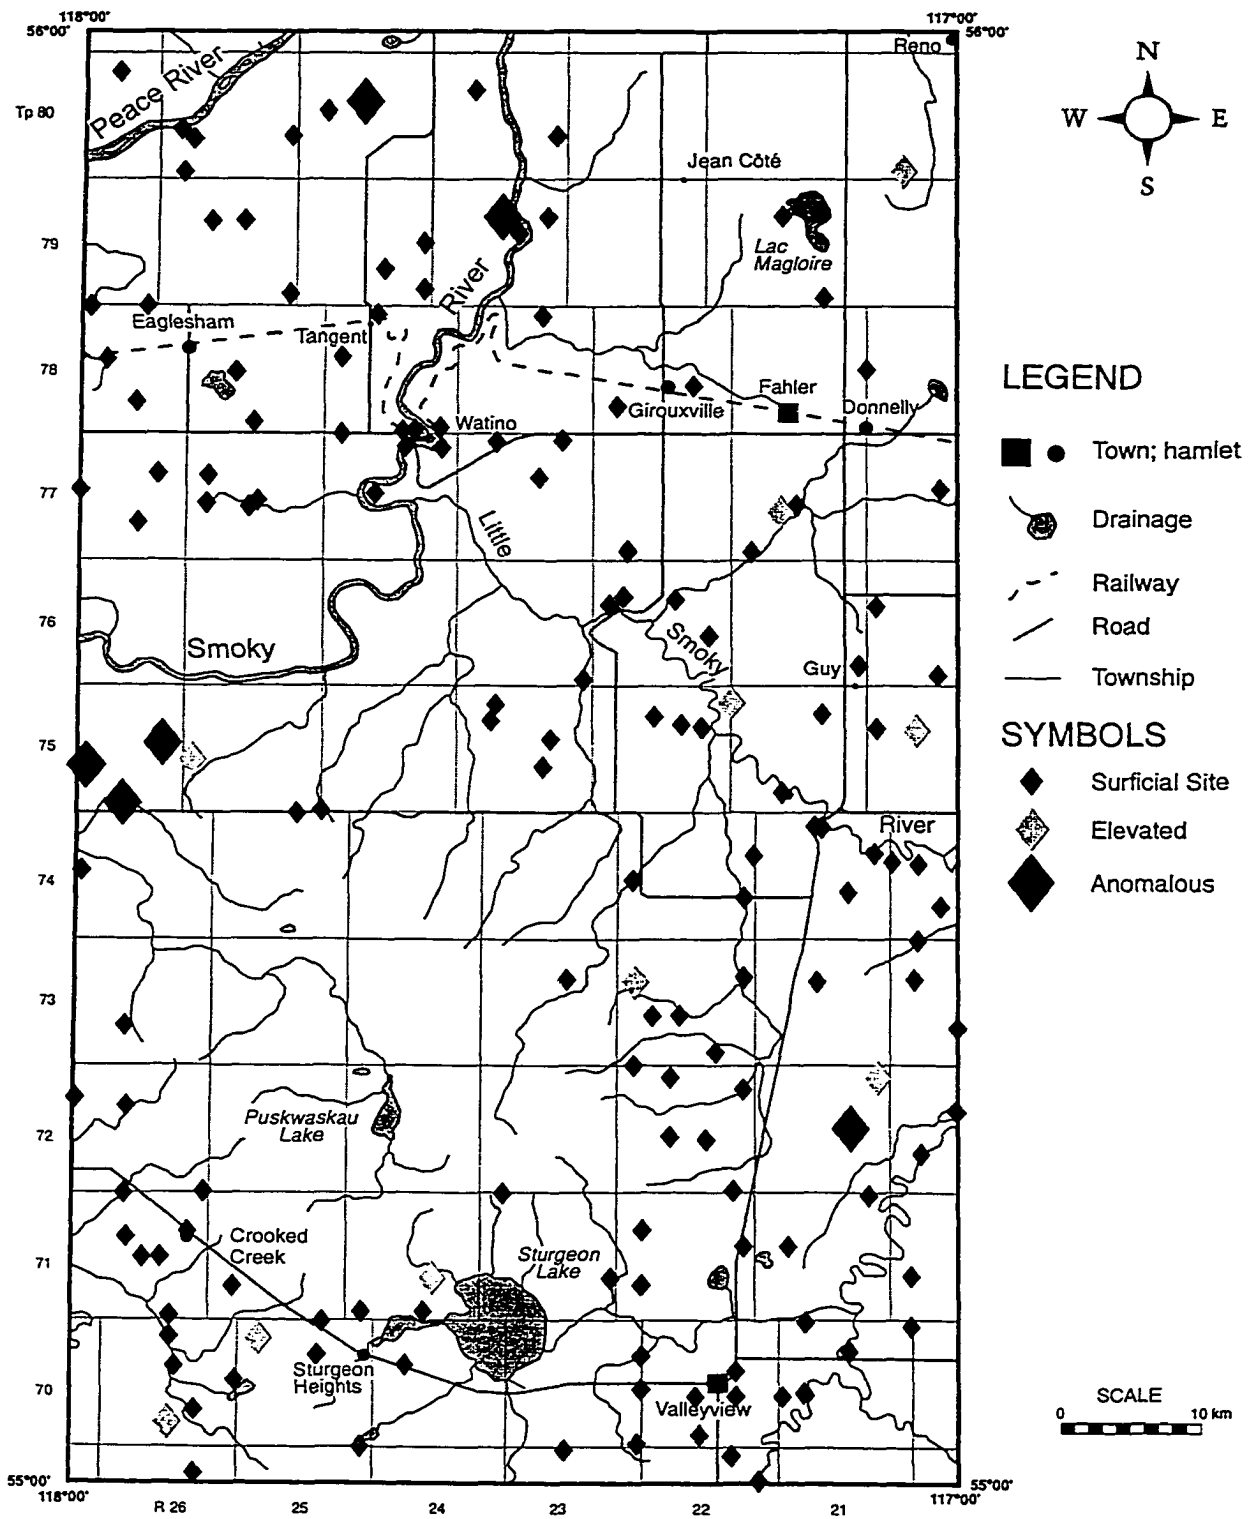 118°00'
117°00'
56°00'
56°00'
Reno
N
W
E
S
Peace River
Tp 80
Jean Côté
79
Lac
Magloire
River
Eaglesham
Tangent
78
Fahler
Girouxville
Donnelly
Watino
77
Little
76
Smoky
Smoky
Guy
75
River
74
73
Puskwaskau
Lake
72
Crooked
Creek
71
Sturgeon
Lake
Sturgeon
Heights
70
Valleyview
55°00'
55°00'
118°00'
117°00'
R 26
25
24
23
22
21
LEGEND
Town; hamlet
Drainage
Railway
Road
Township
SYMBOLS
Surficial Site
Elevated
Anomalous
SCALE
0
10 km